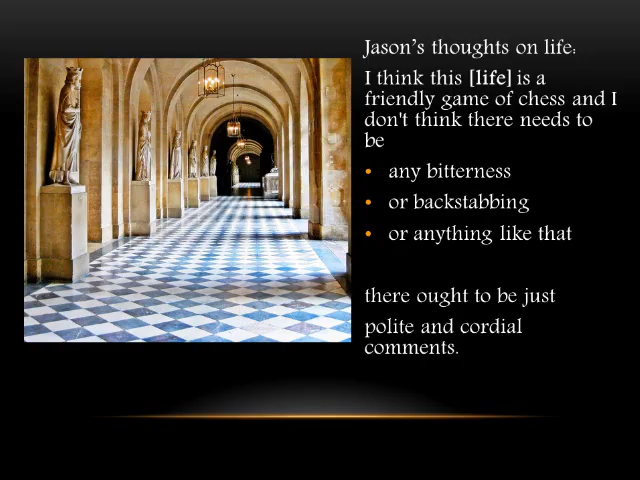 Jason’s thoughts on life:
I think this [life] is a
friendly game of chess and I
don't think there needs to
be
• any bitterness
• or backstabbing
• or anything like that
there ought to be just
polite and cordial
comments.